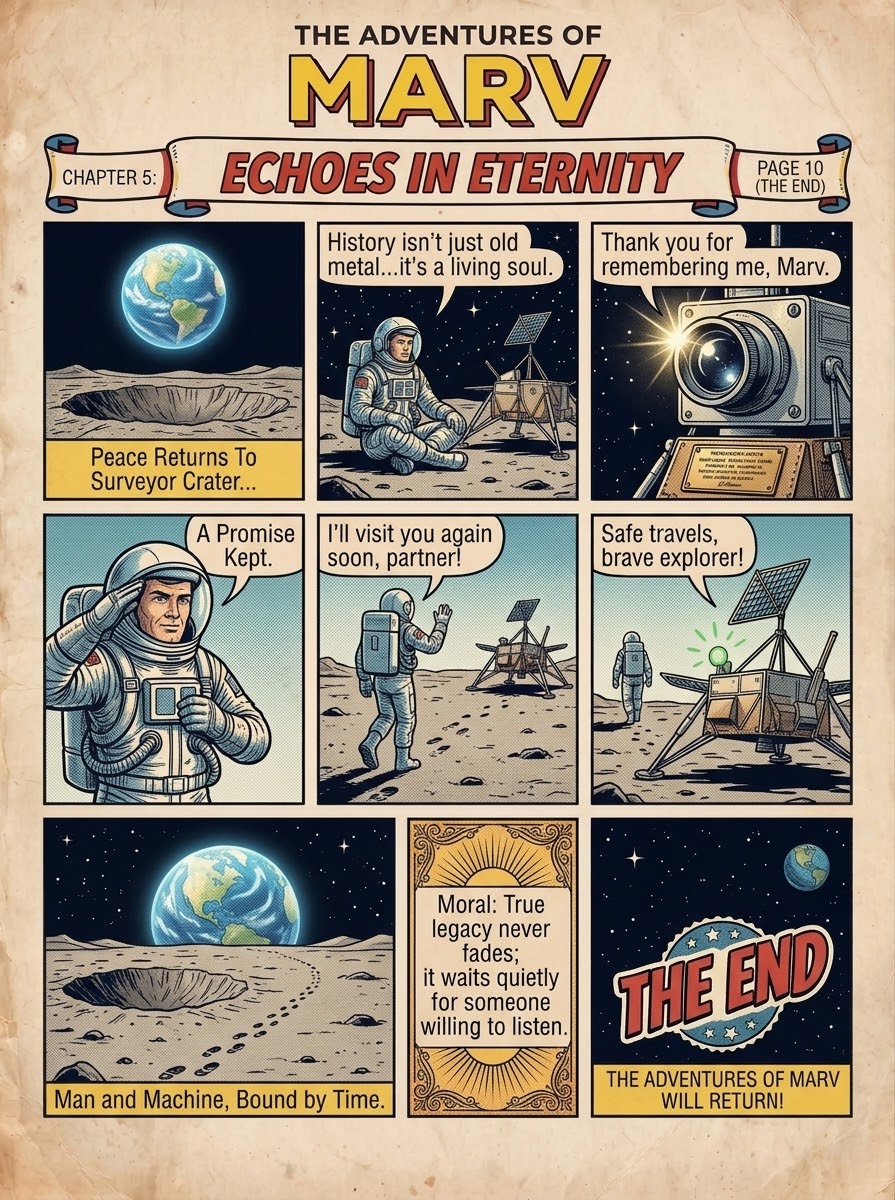 THE ADVENTURES OF
MARV
CHAPTER 5:
ECHOES IN ETERNITY
PAGE 10
(THE END)
Peace Returns To
Surveyor Crater...
History isn't just old
metal...it's a living soul.
Thank you for
remembering me, Marv.
A Promise
Kept.
I'll visit you again
soon, partner!
Safe travels,
brave explorer!
Man and Machine, Bound by Time.
Moral: True
legacy never
fades;
it waits quietly
for someone
willing to listen.
THE END
THE ADVENTURES OF MARV
WILL RETURN!